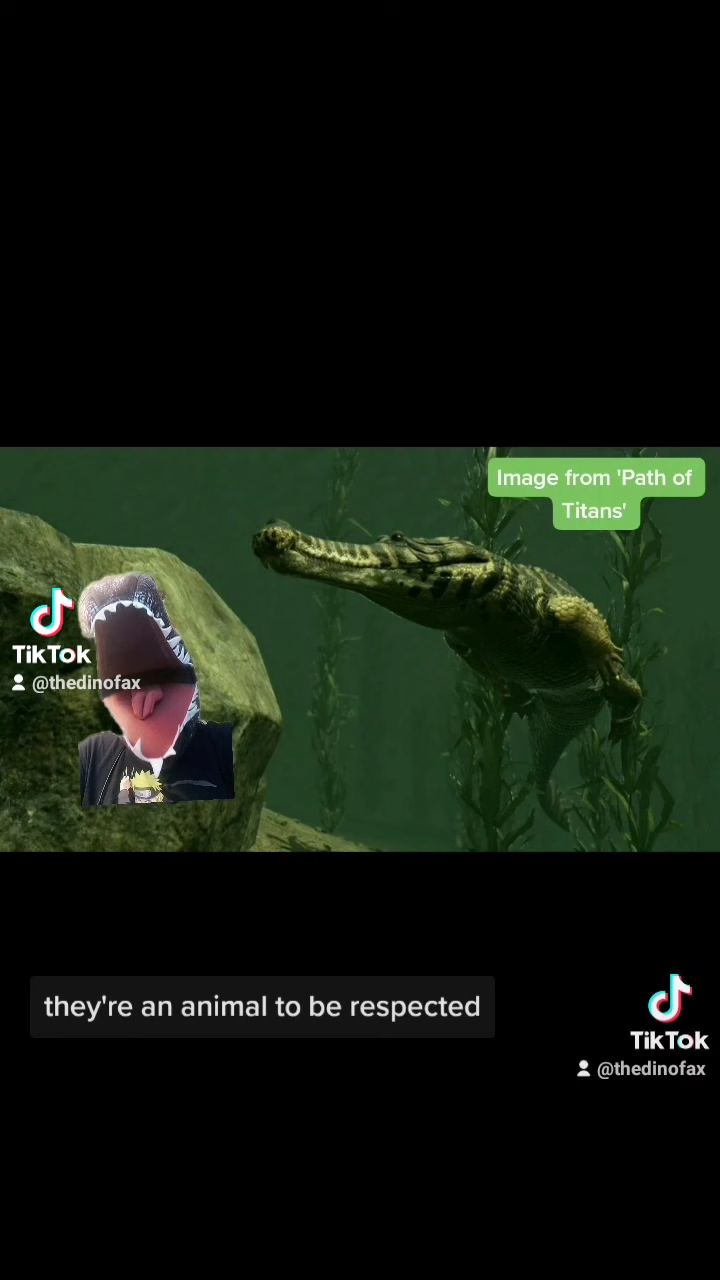 Image from 'Path of
Titans'
TikTok
@thedinofax
they're an animal to be respected
TikTok
@thedinofax